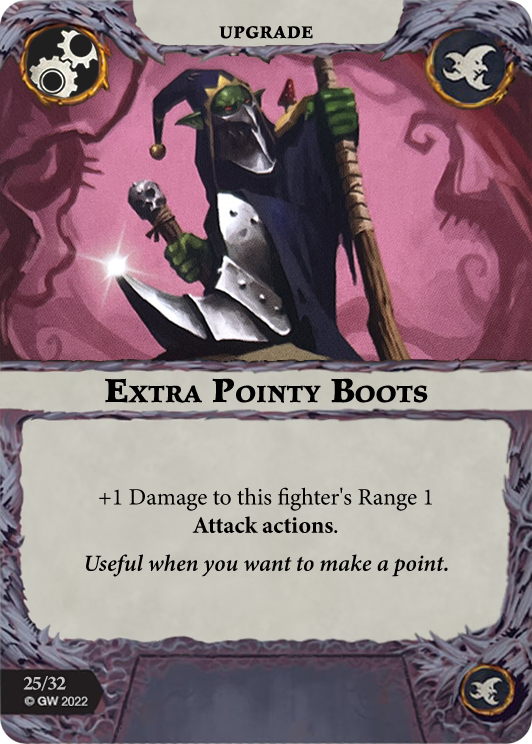 UPGRADE
EXTRA POINTY BOOTS
+1 Damage to this fighter's Range 1
Attack actions.
Useful when you want to make a point.
25/32
© GW 2022